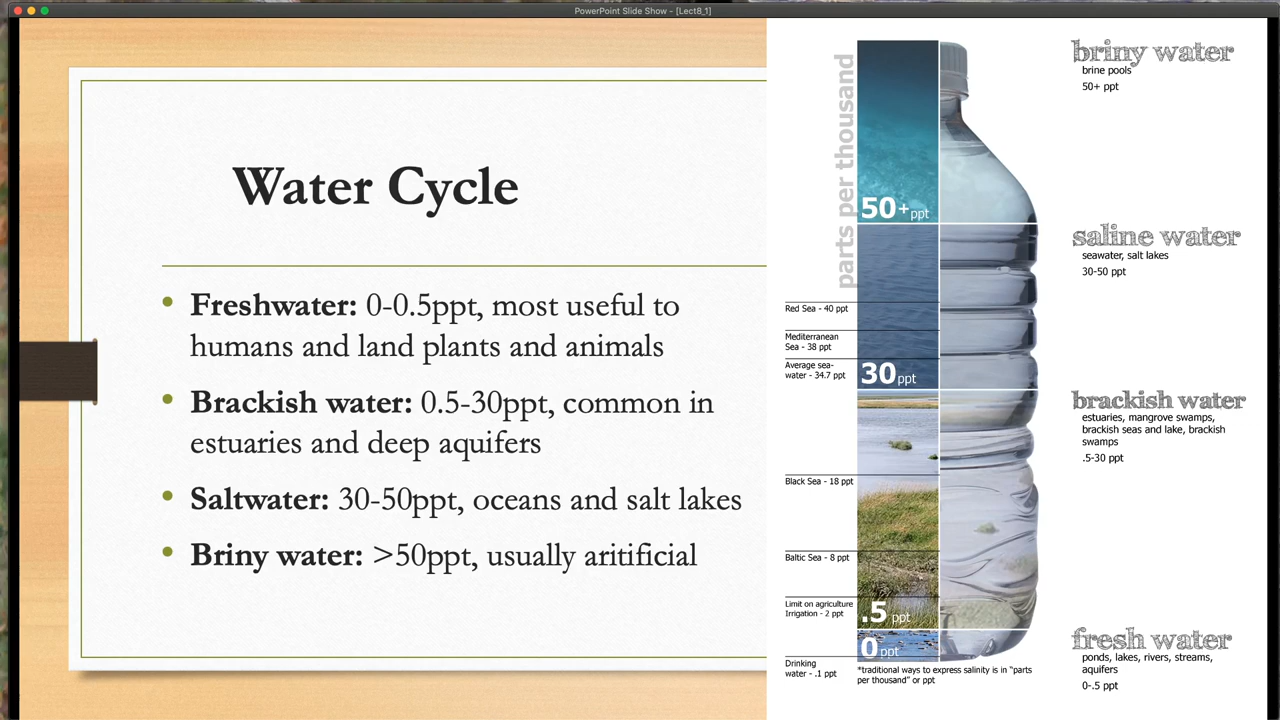 PowerPoint Slide Show - [Lect8_1]
Water Cycle
Freshwater: 0-0.5ppt, most useful to
humans and land plants and animals
Brackish water: 0.5-30ppt, common in
estuaries and deep aquifers
Saltwater: 30-50ppt, oceans and salt lakes
Briny water: >50ppt, usually aritificial
parts per thousand
50+ppt
30ppt
.5 ppt
0ppt
Red Sea - 40 ppt
Mediterranean
Sea - 38 ppt
Average sea-
water - 34.7 ppt
Black Sea - 18 ppt
Baltic Sea - 8 ppt
Limit on agriculture
Irrigation - 2 ppt
Drinking
water - .1 ppt
*traditional ways to express salinity is in "parts
per thousand" or ppt
briny water
brine pools
50+ ppt
saline water
seawater, salt lakes
30-50 ppt
brackish water
estuaries, mangrove swamps,
brackish seas and lake, brackish
swamps
.5-30 ppt
fresh water
ponds, lakes, rivers, streams,
aquifers
0-.5 ppt